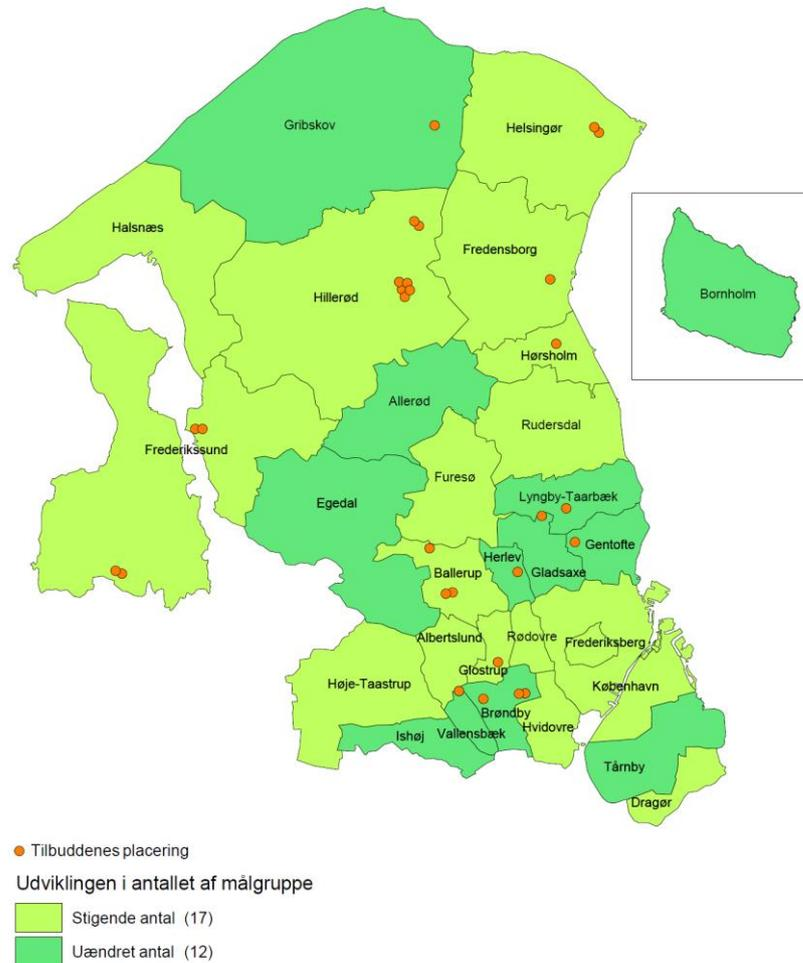 Gribskov
Helsingør
Halsnæs
Fredensborg
Hillerød
Bornholm
Hørsholm
Allerød
Rudersdal
Frederikssund
Furesø
Egedal
Lyngby-Taarbæk
Gentofte
Herlev
Ballerup
Gladsaxe
Albertslund
Rødovre
Frederiksberg
Glostrup
Høje-Taastrup
København
Brøndby
Hvidovre
Ishøj
Vallensbæk
Tårnby
Dragør
Tilbuddenes placering
Udviklingen i antallet af målgruppe
Stigende antal (17)
Uændret antal (12)